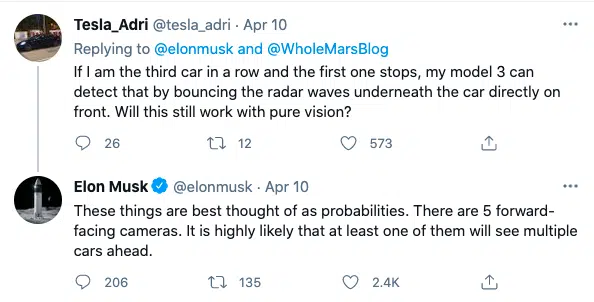 Tesla_Adri @tesla_adri · Apr 10
Replying to @elonmusk and @WholeMarsBlog
If I am the third car in a row and the first one stops, my model 3 can
detect that by bouncing the radar waves underneath the car directly on
front. Will this still work with pure vision?
26 12 573
Elon Musk @elonmusk · Apr 10
These things are best thought of as probabilities. There are 5 forward-
facing cameras. It is highly likely that at least one of them will see multiple
cars ahead.
206 135 2.4K